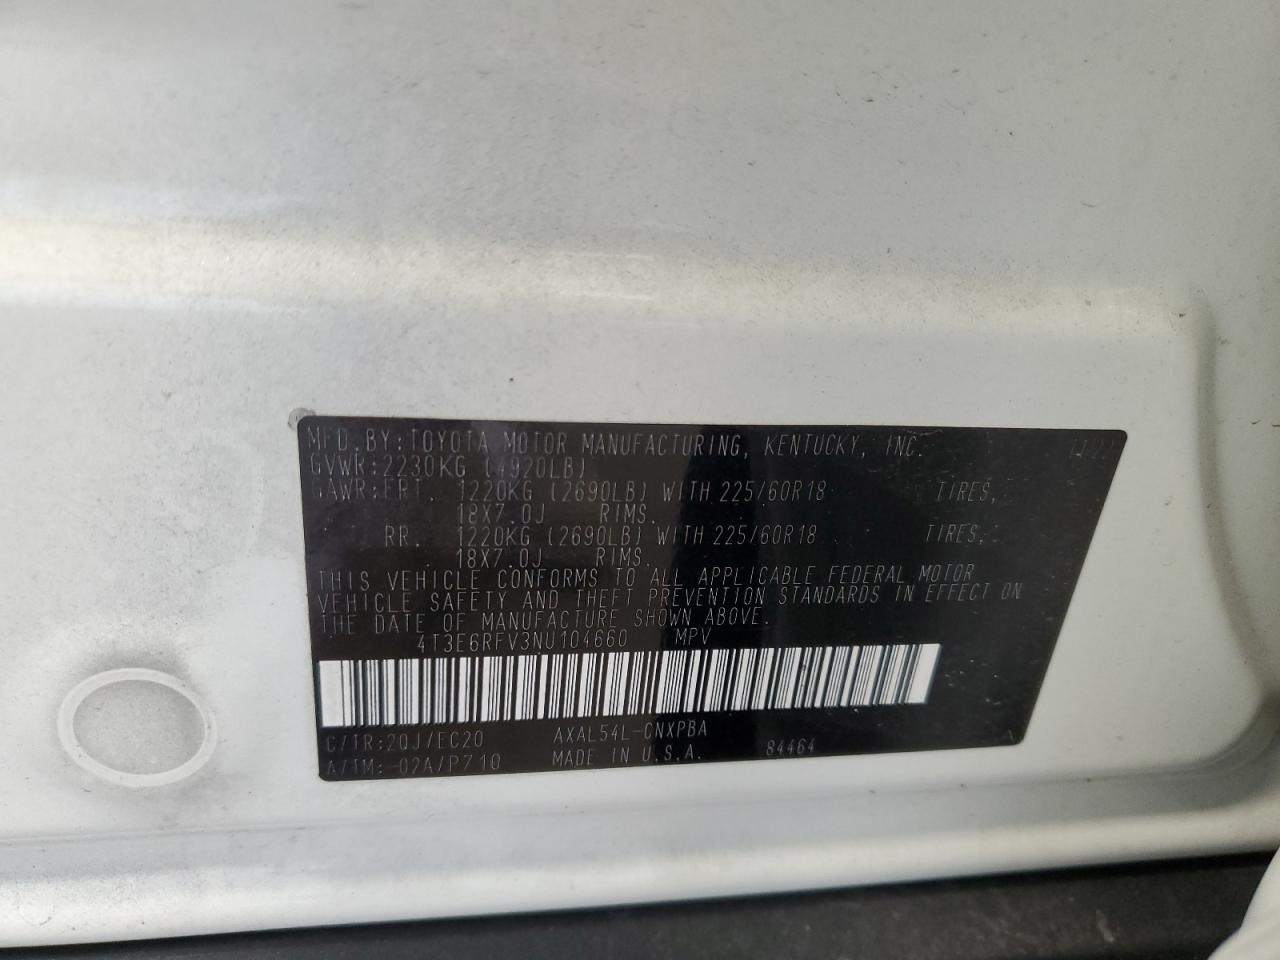 MFD. BY: TOYOTA MOTOR MANUFACTURING, KENTUCKY, INC. 11/21
GVWR: 2230KG (4920LB)
GAWR: FRT. 1220KG (2690LB) WITH 225/60R18 TIRES,
18X7.0J RIMS.
RR. 1220KG (2690LB) WITH 225/60R18 TIRES,
18X7.0J RIMS.
THIS VEHICLE CONFORMS TO ALL APPLICABLE FEDERAL MOTOR
VEHICLE SAFETY AND THEFT PREVENTION STANDARDS IN EFFECT ON
THE DATE OF MANUFACTURE SHOWN ABOVE.
4T3E6RFV3NU104660 MPV
C/TR: 20J/EC20 AXAL54L-CNXPBA
A/TM: -02A/P710 MADE IN U.S.A. 84464